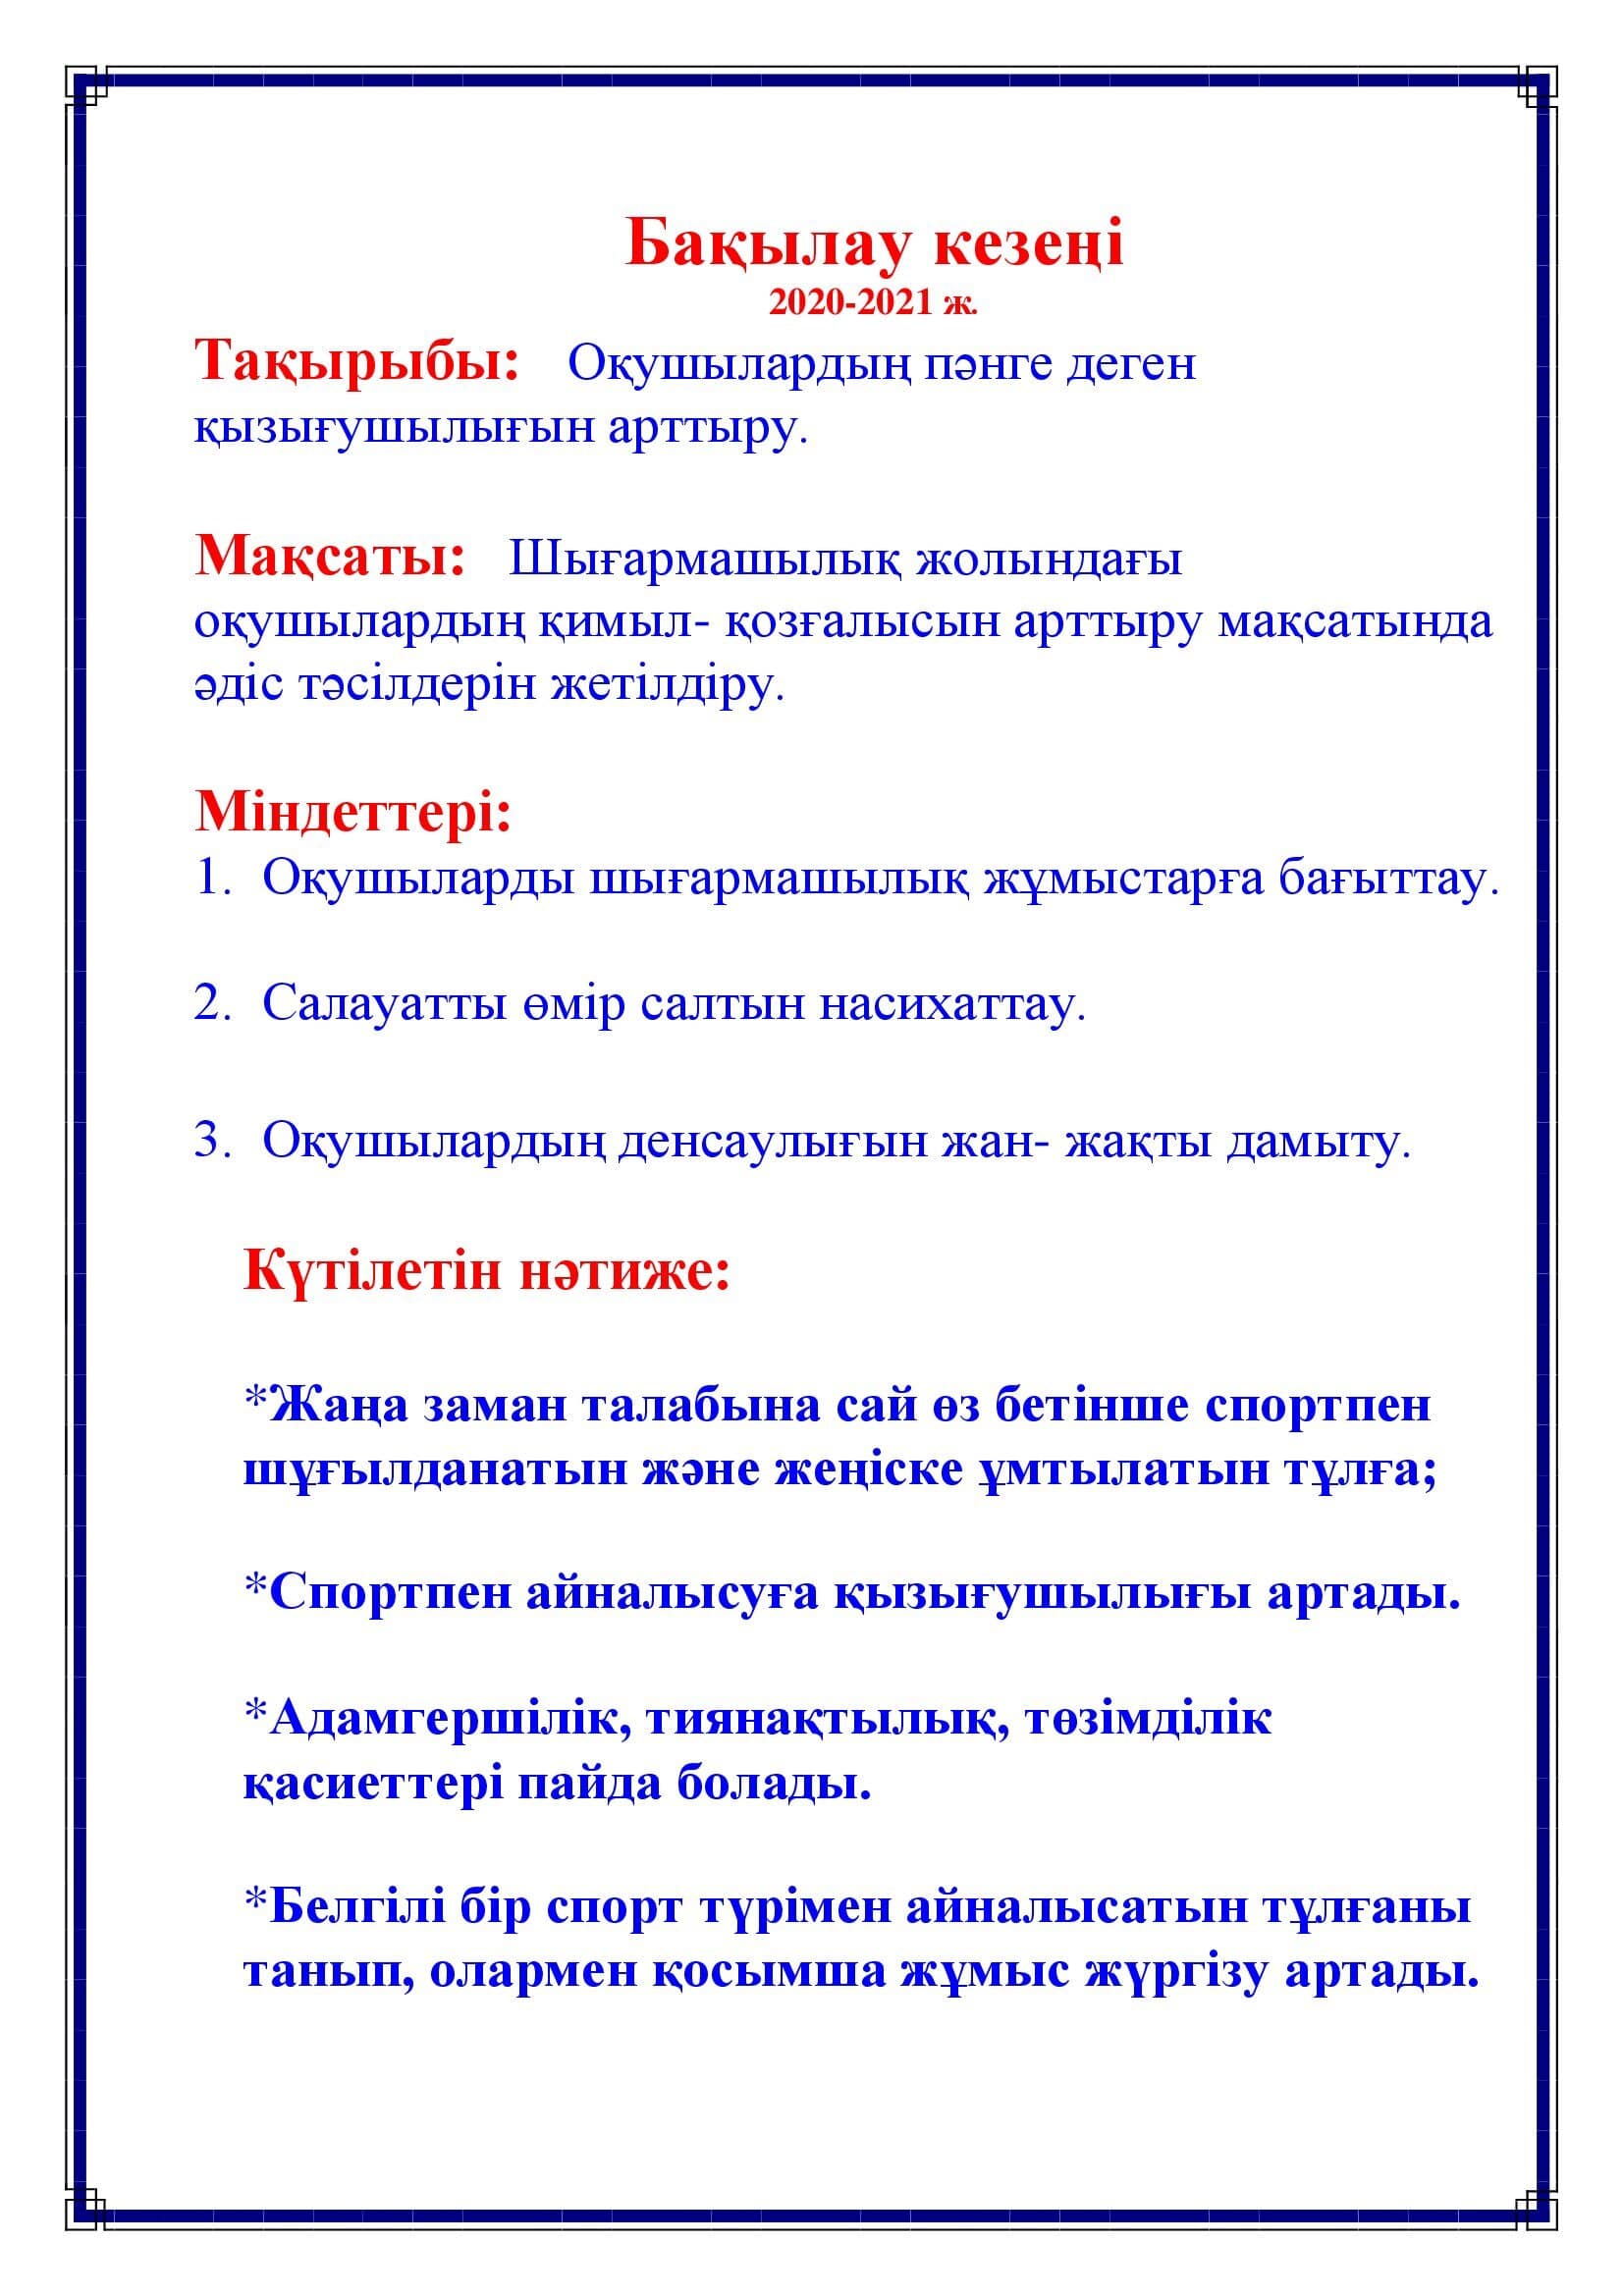 Бақылау кезеңі
2020-2021 ж.
Тақырыбы: Оқушылардың пәнге деген
қызығушылығын арттыру.
Мақсаты: Шығармашылық жолындағы
оқушылардың қимыл- қозғалысын арттыру мақсатында
әдіс тәсілдерін жетілдіру.
Міндеттері:
1. Оқушыларды шығармашылық жұмыстарға бағыттау.
2. Салауатты өмір салтын насихаттау.
3. Оқушылардың денсаулығын жан- жақты дамыту.
Күтілетін нәтиже:
*Жаңа заман талабына сай өз бетінше спортпен
шұғылданатын және жеңіске ұмтылатын тұлға;
*Спортпен айналысуға қызығушылығы артады.
*Адамгершілік, тиянақтылық, төзімділік
қасиеттері пайда болады.
*Белгілі бір спорт түрімен айналысатын тұлғаны
танып, олармен қосымша жұмыс жүргізу артады.